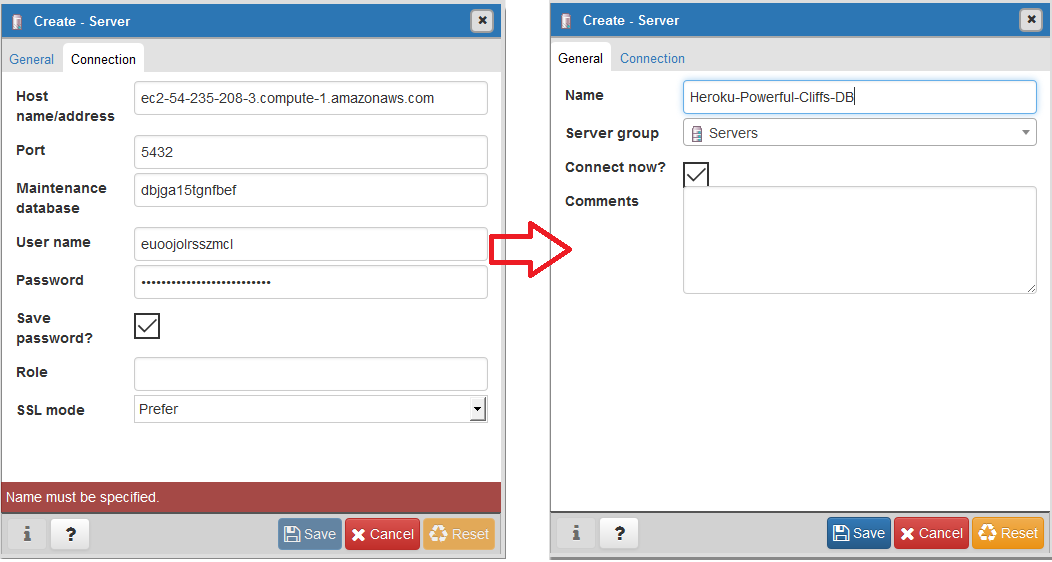 Create - Server
General
Connection
Host name/address
ec2-54-235-208-3.compute-1.amazonaws.com
Port
5432
Maintenance database
dbjga15tgnfbef
User name
euoojolrsszmcl
Password
••••••••••••••••••••••••••
Save password?
Role
SSL mode
Prefer
Name must be specified.
i
?
Save
Cancel
Reset
Create - Server
General
Connection
Name
Heroku-Powerful-Cliffs-DB
Server group
Servers
Connect now?
Comments
i
?
Save
Cancel
Reset